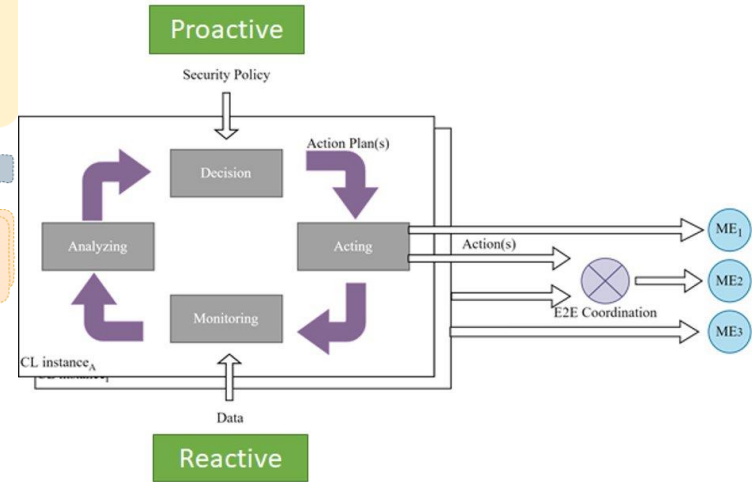 Proactive
Security Policy
Action Plan(s)
Decision
Analyzing
Acting
Action(s)
ME1
ME2
E2E Coordination
ME3
Monitoring
CL instanceA
Data
Reactive